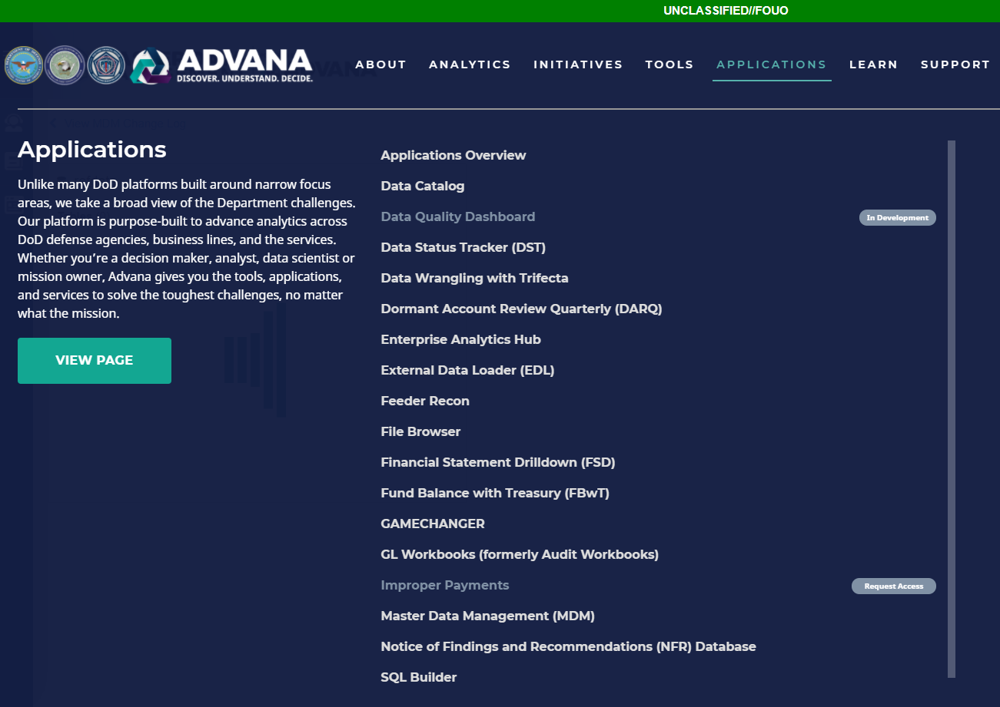 UNCLASSIFIED//FOUO
ADVANA
DISCOVER. UNDERSTAND. DECIDE.
ABOUT ANALYTICS INITIATIVES TOOLS APPLICATIONS LEARN SUPPORT
Applications
Unlike many DoD platforms built around narrow focus
areas, we take a broad view of the Department challenges.
Our platform is purpose-built to advance analytics across
DoD defense agencies, business lines, and the services.
Whether you’re a decision maker, analyst, data scientist or
mission owner, Advana gives you the tools, applications,
and services to solve the toughest challenges, no matter
what the mission.
VIEW PAGE
Applications Overview
Data Catalog
Data Quality Dashboard In Development
Data Status Tracker (DST)
Data Wrangling with Trifecta
Dormant Account Review Quarterly (DARQ)
Enterprise Analytics Hub
External Data Loader (EDL)
Feeder Recon
File Browser
Financial Statement Drilldown (FSD)
Fund Balance with Treasury (FBwT)
GAMECHANGER
GL Workbooks (formerly Audit Workbooks)
Improper Payments Request Access
Master Data Management (MDM)
Notice of Findings and Recommendations (NFR) Database
SQL Builder